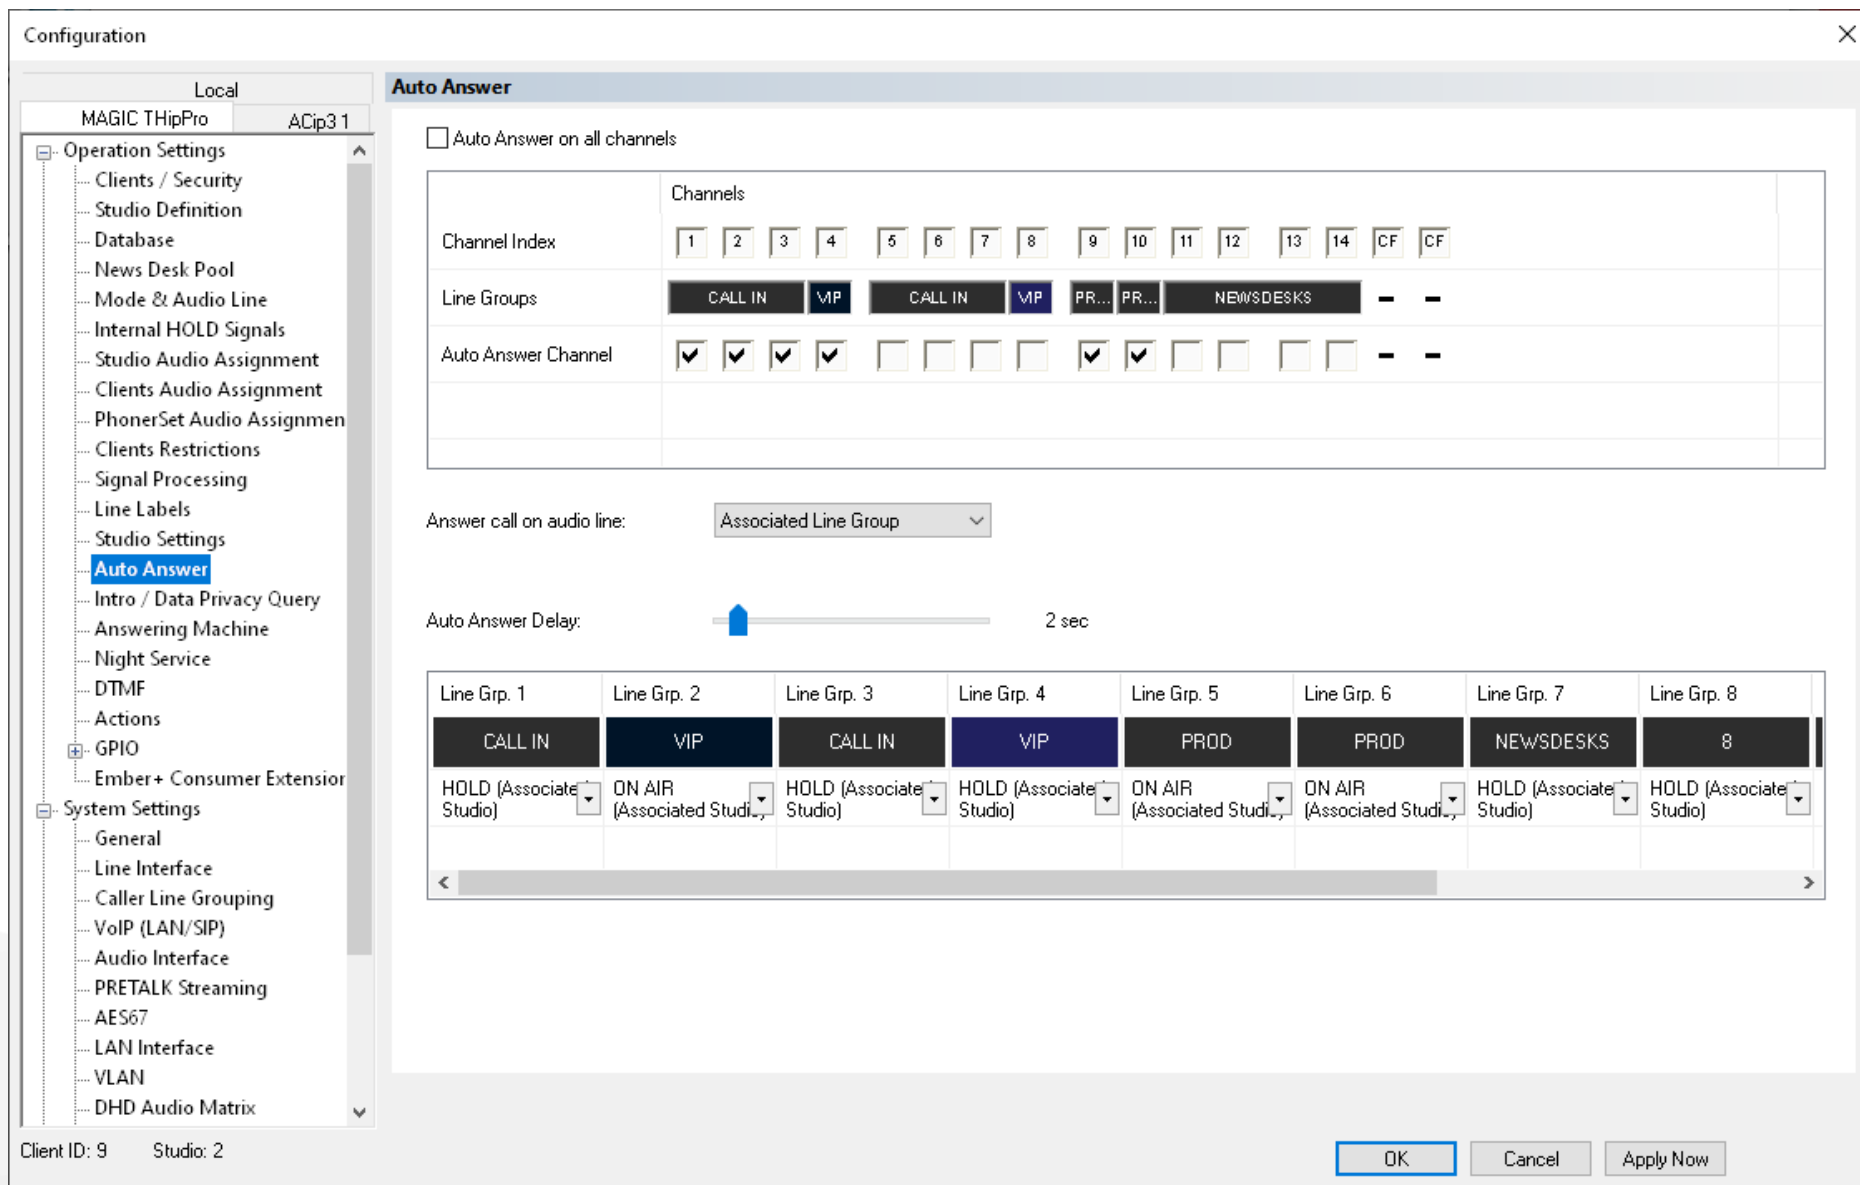 Configuration
Local
MAGIC THipPro
ACip3 1
Operation Settings
Clients / Security
Studio Definition
Database
News Desk Pool
Mode & Audio Line
Internal HOLD Signals
Studio Audio Assignment
Clients Audio Assignment
PhonerSet Audio Assignmen
Clients Restrictions
Signal Processing
Line Labels
Studio Settings
Auto Answer
Intro / Data Privacy Query
Answering Machine
Night Service
DTMF
Actions
GPIO
Ember+ Consumer Extension
System Settings
General
Line Interface
Caller Line Grouping
VoIP (LAN/SIP)
Audio Interface
PRETALK Streaming
AES67
LAN Interface
VLAN
DHD Audio Matrix
Client ID: 9 Studio: 2
Auto Answer
Auto Answer on all channels
Channels
Channel Index 1 2 3 4 5 6 7 8 9 10 11 12 13 14 CF CF
Line Groups CALL IN VIP CALL IN VIP PR... PR... NEWSDESKS – –
Auto Answer Channel – –
Answer call on audio line: Associated Line Group
Auto Answer Delay: 2 sec
Line Grp. 1 Line Grp. 2 Line Grp. 3 Line Grp. 4 Line Grp. 5 Line Grp. 6 Line Grp. 7 Line Grp. 8
CALL IN VIP CALL IN VIP PROD PROD NEWSDESKS 8
HOLD (Associate ON AIR HOLD (Associate HOLD (Associate ON AIR ON AIR HOLD (Associate HOLD (Associate
Studio) (Associated Studio) Studio) Studio) (Associated Studio) (Associated Studio) Studio) Studio)
OK Cancel Apply Now